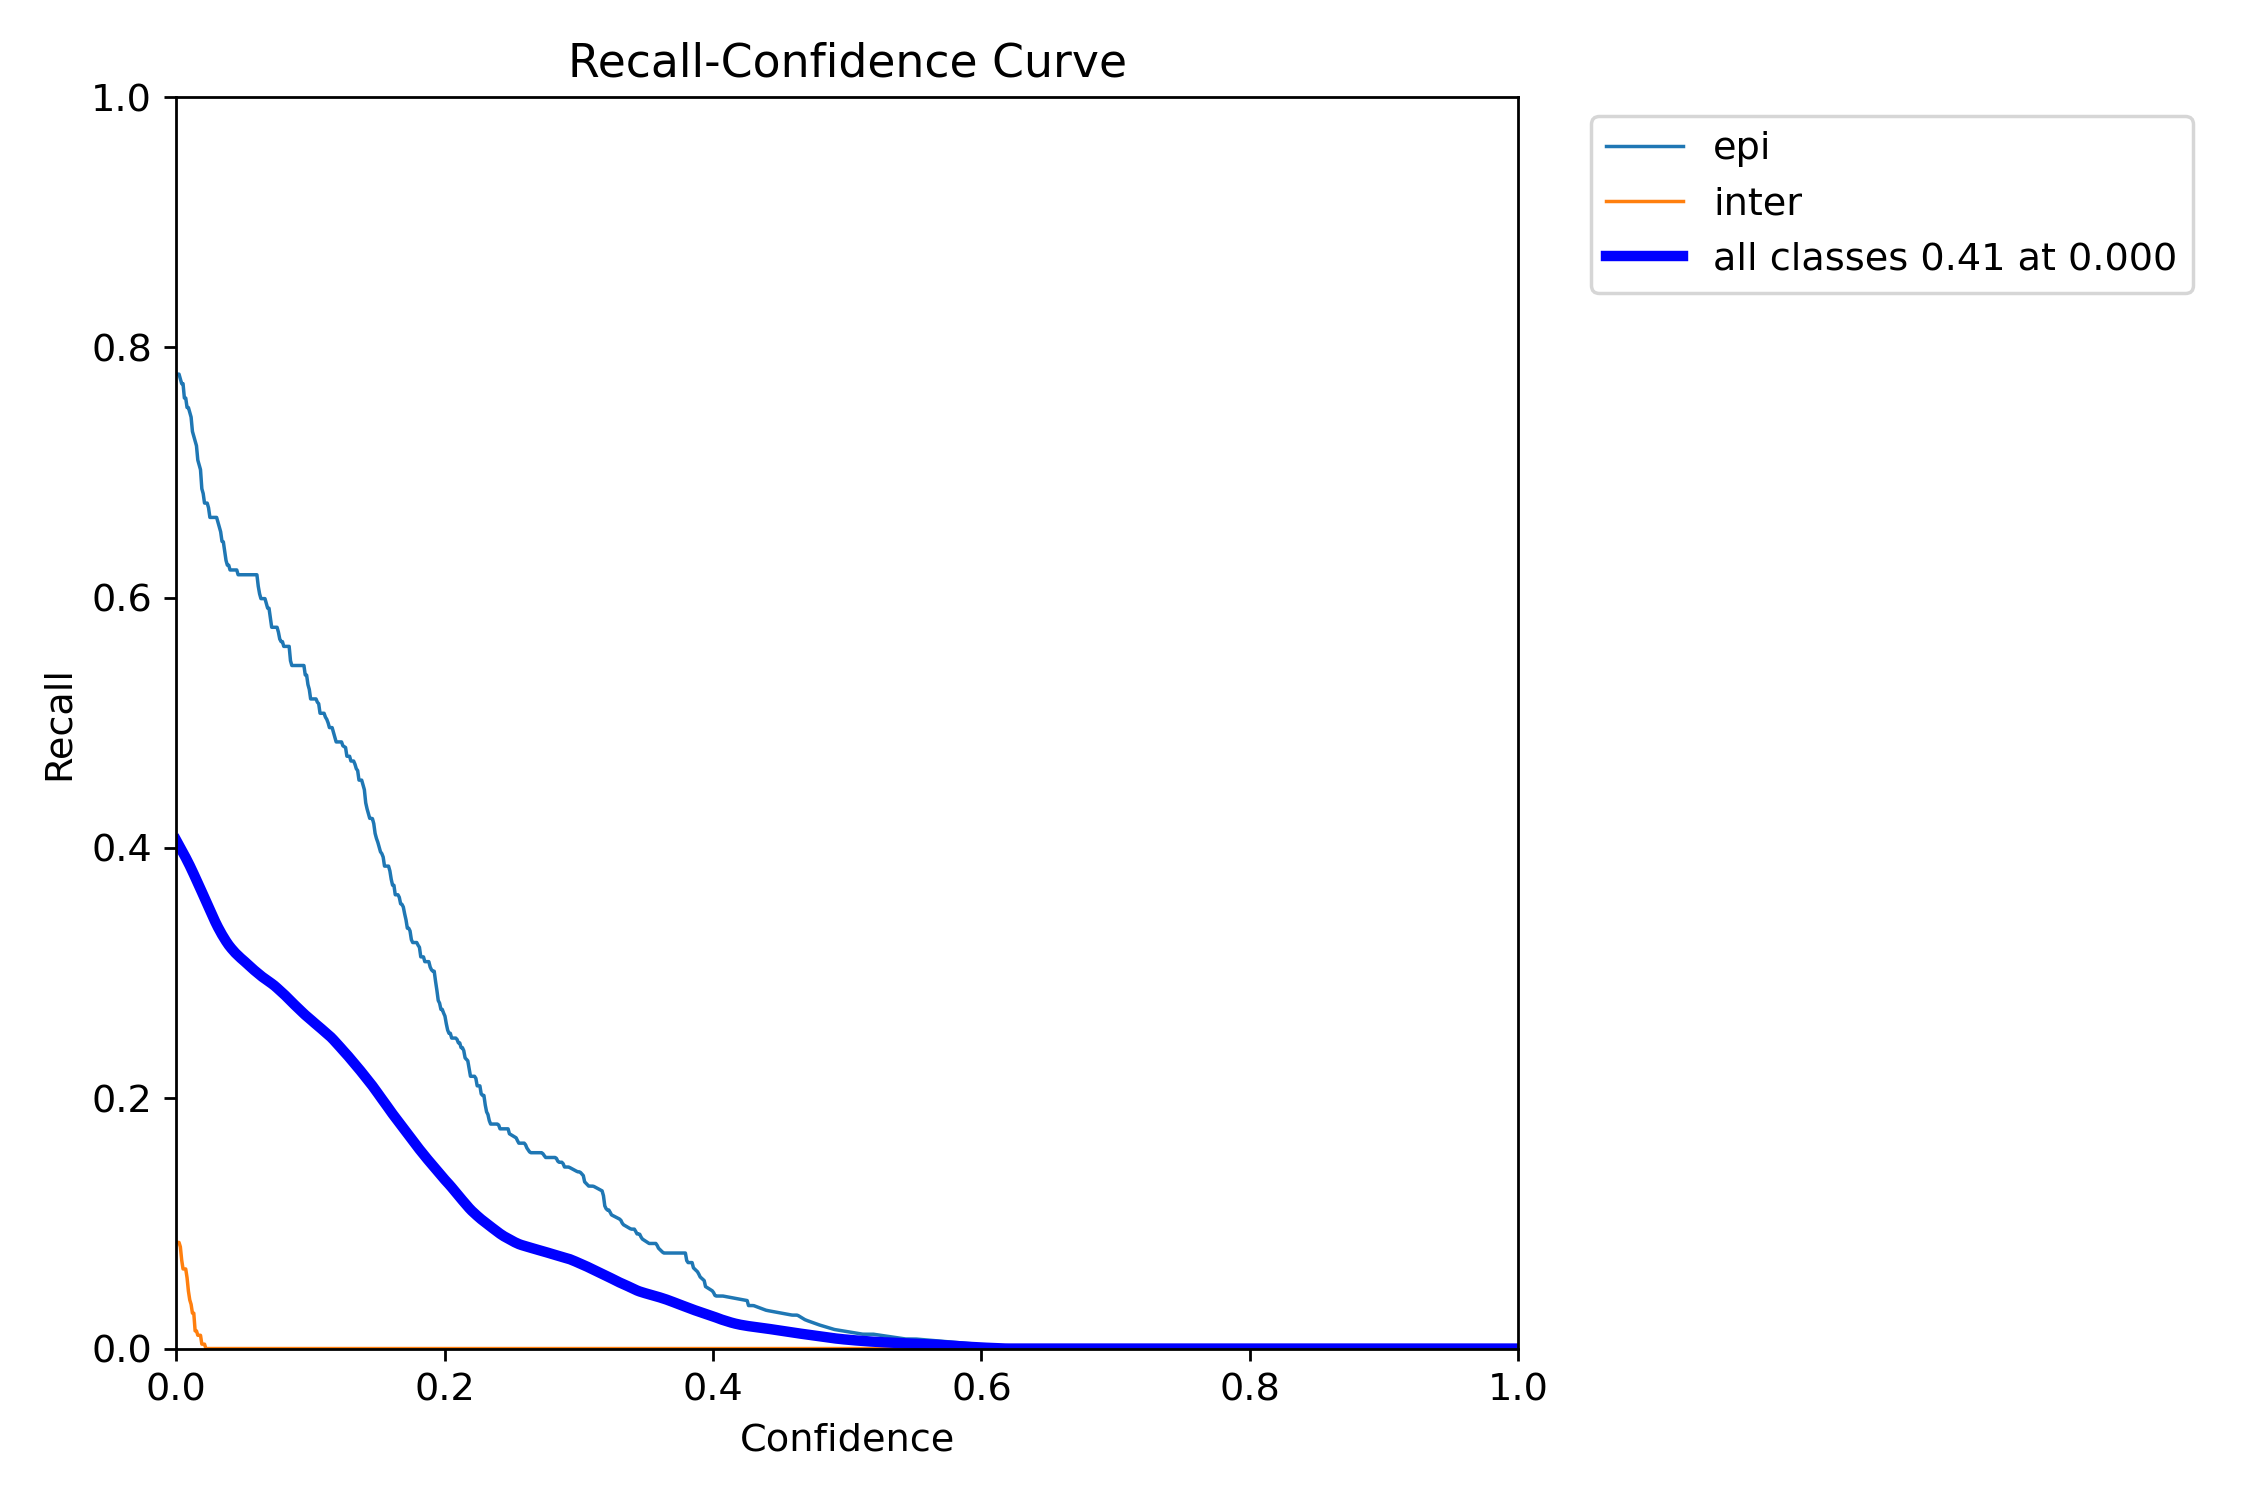 Recall-Confidence Curve
1.0
0.8
0.6
0.4
0.2
0.0
Recall
0.0 0.2 0.4 0.6 0.8 1.0
Confidence
epi
inter
all classes 0.41 at 0.000